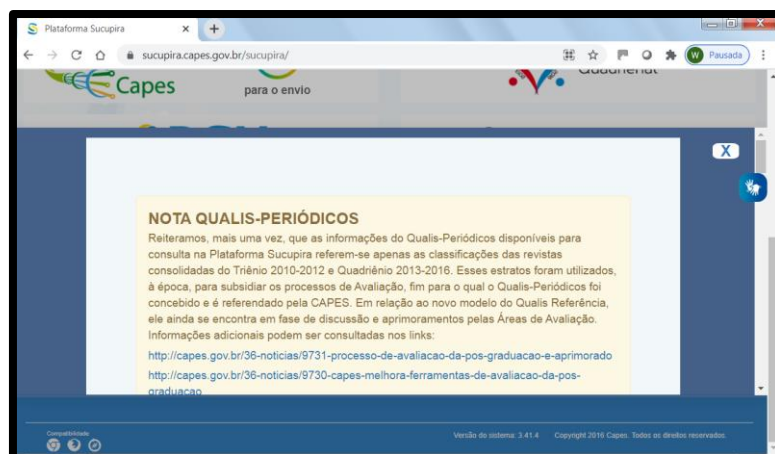 Plataforma Sucupira
sucupira.capes.gov.br/sucupira/
W Pausada
Capes
para o envio
Quadrienal
X
NOTA QUALIS-PERIÓDICOS
Reiteramos, mais uma vez, que as informações do Qualis-Periódicos disponíveis para
consulta na Plataforma Sucupira referem-se apenas as classificações das revistas
consolidadas do Triênio 2010-2012 e Quadriênio 2013-2016. Esses estratos foram utilizados,
à época, para subsidiar os processos de Avaliação, fim para o qual o Qualis-Periódicos foi
concebido e é referendado pela CAPES. Em relação ao novo modelo do Qualis Referência,
ele ainda se encontra em fase de discussão e aprimoramentos pelas Áreas de Avaliação.
Informações adicionais podem ser consultadas nos links:
http://capes.gov.br/36-noticias/9731-processo-de-avaliacao-da-pos-graduacao-e-aprimorado
http://capes.gov.br/36-noticias/9730-capes-melhora-ferramentas-de-avaliacao-da-pos-
graduacao
Compatibilidade
Versão do sistema: 3.41.4 Copyright 2016 Capes. Todos os direitos reservados.